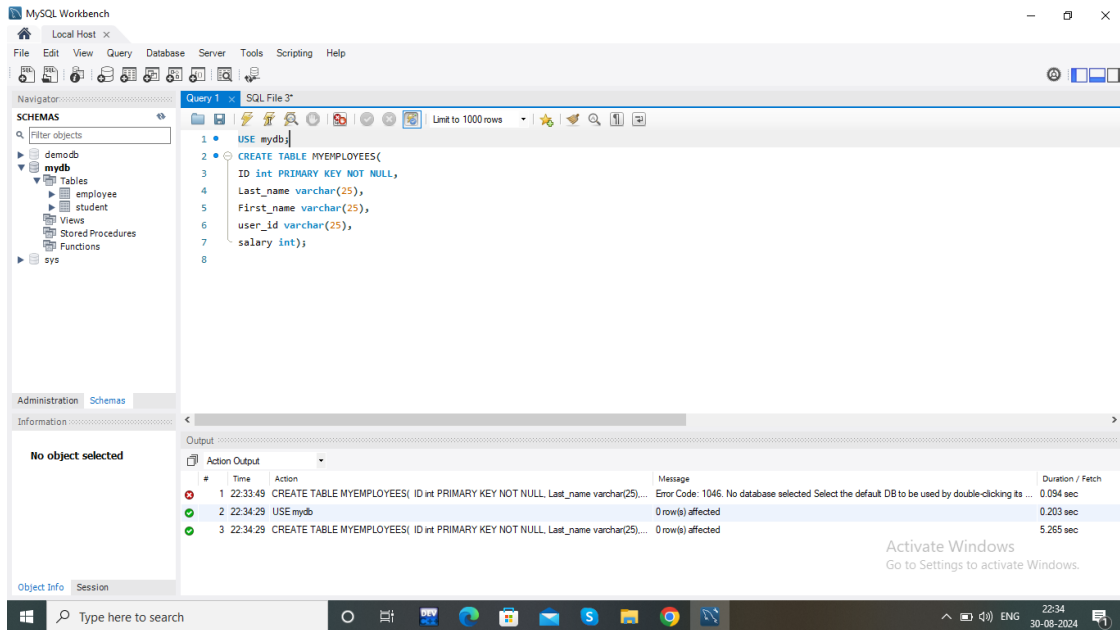 MySQL Workbench
Local Host ×
File Edit View Query Database Server Tools Scripting Help
Navigator
Query 1 × SQL File 3*
SCHEMAS
Filter objects
Limit to 1000 rows
demodb
mydb
Tables
employee
student
Views
Stored Procedures
Functions
sys
1 USE mydb;
2 CREATE TABLE MYEMPLOYEES(
3 ID int PRIMARY KEY NOT NULL,
4 Last_name varchar(25),
5 First_name varchar(25),
6 user_id varchar(25),
7 salary int);
8
Administration Schemas
Information
No object selected
Object Info Session
Output
Action Output
# Time Action Message Duration / Fetch
1 22:33:49 CREATE TABLE MYEMPLOYEES( ID int PRIMARY KEY NOT NULL, Last_name varchar(25),... Error Code: 1046. No database selected Select the default DB to be used by double-clicking its ... 0.094 sec
2 22:34:29 USE mydb 0 row(s) affected 0.203 sec
3 22:34:29 CREATE TABLE MYEMPLOYEES( ID int PRIMARY KEY NOT NULL, Last_name varchar(25),... 0 row(s) affected 5.265 sec
Activate Windows
Go to Settings to activate Windows.
Type here to search
DEV
ENG
22:34
30-08-2024
1